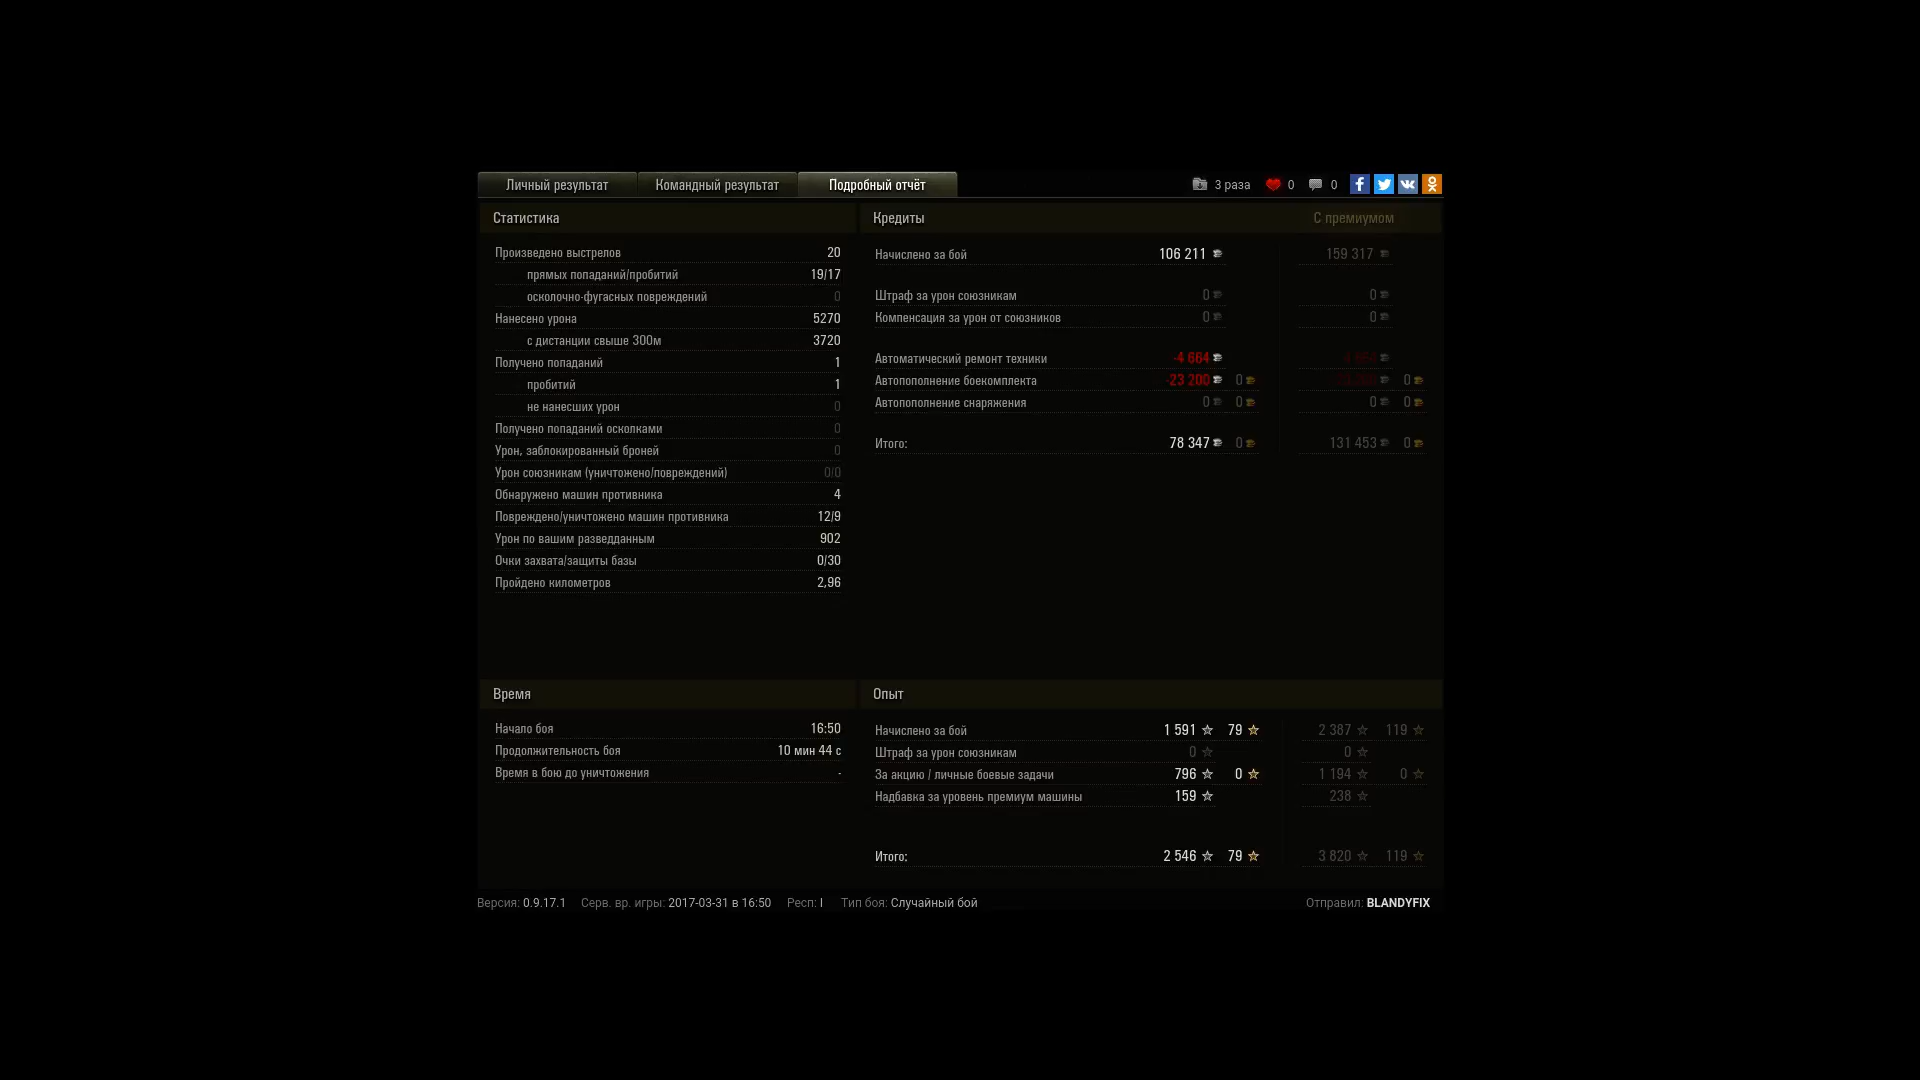 Личный результат Командный результат Подробный отчёт 3 раза 0 0
Статистика
Произведено выстрелов 20
прямых попаданий/пробитий 19/17
осколочно-фугасных повреждений 0
Нанесено урона 5270
с дистанции свыше 300м 3720
Получено попаданий 1
пробитий 1
не нанесших урон 0
Получено попаданий осколками 0
Урон, заблокированный броней 0
Урон союзникам (уничтожено/повреждений) 0/0
Обнаружено машин противника 4
Повреждено/уничтожено машин противника 12/9
Урон по вашим разведданным 902
Очки захвата/защиты базы 0/30
Пройдено километров 2,96
Кредиты С премиумом
Начислено за бой 106 211 159 317
Штраф за урон союзникам 0 0
Компенсация за урон от союзников 0 0
Автоматический ремонт техники -4 664 -4 664
Автопополнение боекомплекта -23 200 0 0
Автопополнение снаряжения 0 0 0 0
Итого: 78 347 0 131 453 0
Время
Начало боя 16:50
Продолжительность боя 10 мин 44 с
Время в бою до уничтожения -
Опыт
Начислено за бой 1 591 79 2 387 119
Штраф за урон союзникам 0 0
За акцию / личные боевые задачи 796 0 1 194 0
Надбавка за уровень премиум машины 159 238
Итого: 2 546 79 3 820 119
Версия: 0.9.17.1 Серв. вр. игры: 2017-03-31 в 16:50 Респ: I Тип боя: Случайный бой Отправил: BLANDYFIX